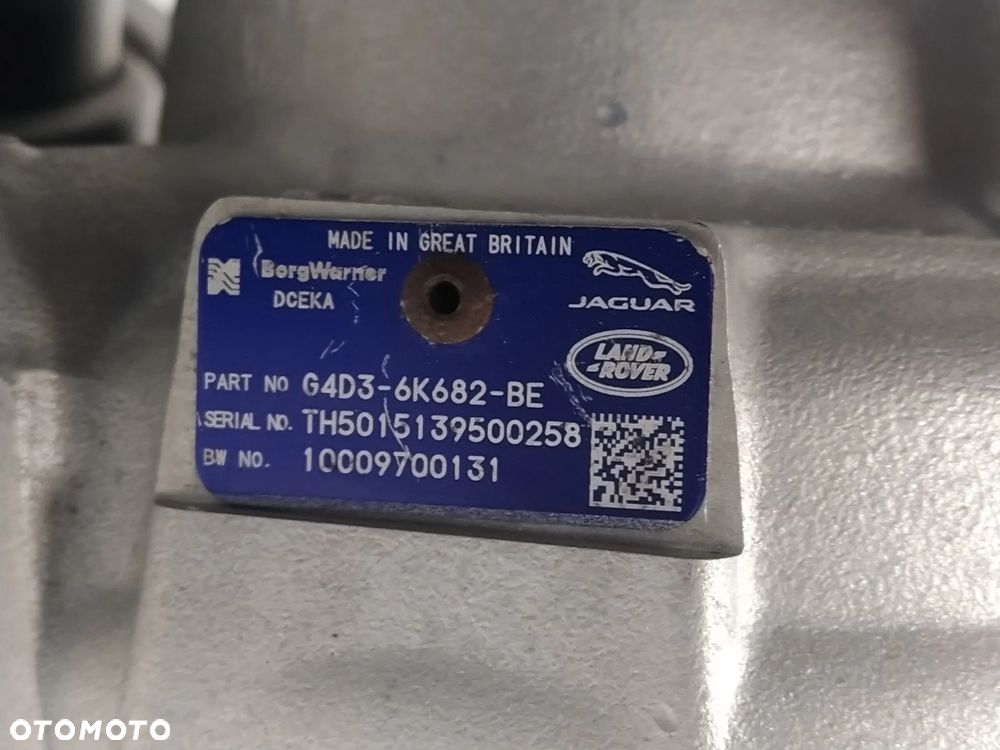 MADE IN GREAT BRITAIN
BorgWarner
DCEKA
JAGUAR
LAND-
-ROVER
PART NO G4D3-6K682-BE
SERIAL NO. TH5015139500258
BW NO. 10009700131
OTOMOTO